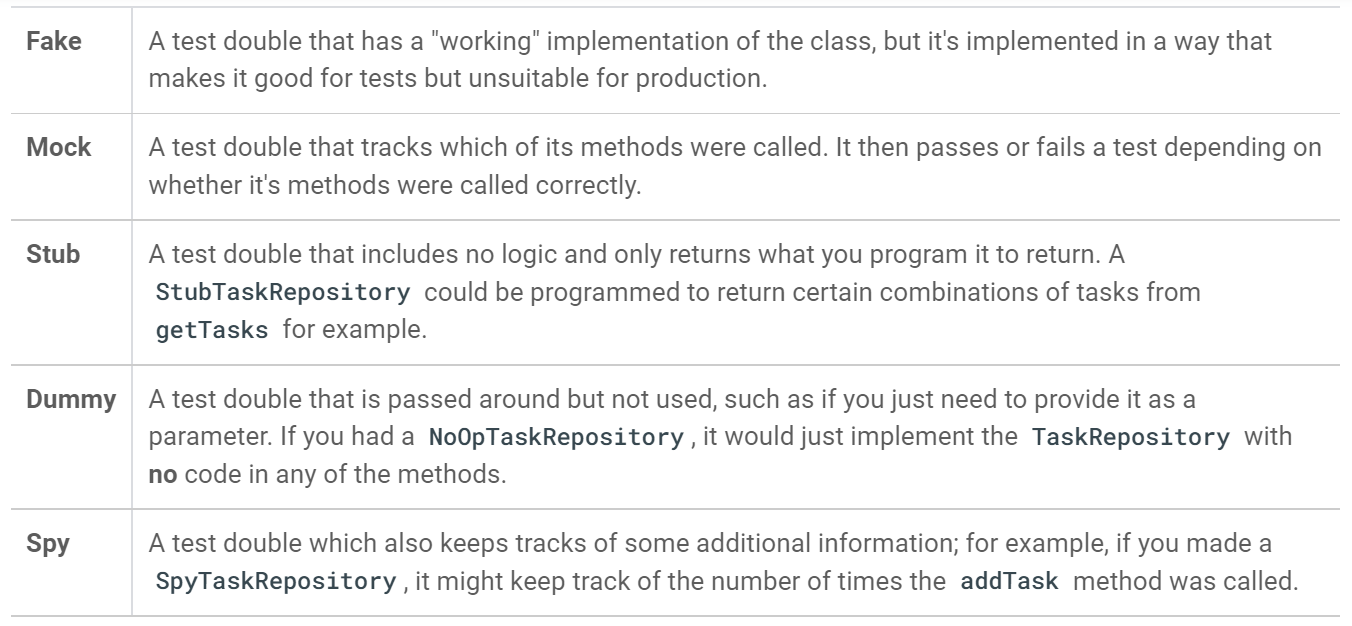 Fake A test double that has a "working" implementation of the class, but it's implemented in a way that
makes it good for tests but unsuitable for production.
Mock A test double that tracks which of its methods were called. It then passes or fails a test depending on
whether it's methods were called correctly.
Stub A test double that includes no logic and only returns what you program it to return. A
StubTaskRepository could be programmed to return certain combinations of tasks from
getTasks for example.
Dummy A test double that is passed around but not used, such as if you just need to provide it as a
parameter. If you had a NoOpTaskRepository , it would just implement the TaskRepository with
no code in any of the methods.
Spy A test double which also keeps tracks of some additional information; for example, if you made a
SpyTaskRepository , it might keep track of the number of times the addTask method was called.